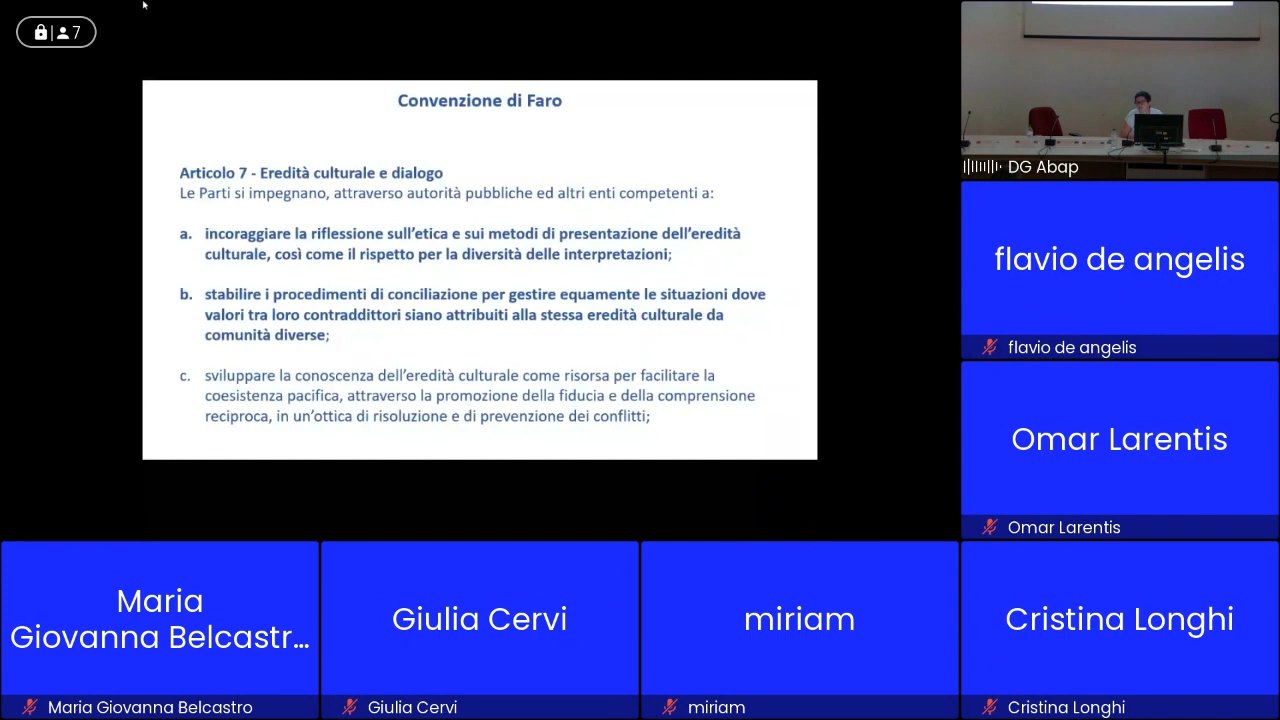 7
Convenzione di Faro
Articolo 7 - Eredità culturale e dialogo
Le Parti si impegnano, attraverso autorità pubbliche ed altri enti competenti a:
a. incoraggiare la riflessione sull'etica e sui metodi di presentazione dell'eredità
culturale, così come il rispetto per la diversità delle interpretazioni;
b. stabilire i procedimenti di conciliazione per gestire equamente le situazioni dove
valori tra loro contraddittori siano attribuiti alla stessa eredità culturale da
comunità diverse;
c. sviluppare la conoscenza dell'eredità culturale come risorsa per facilitare la
coesistenza pacifica, attraverso la promozione della fiducia e della comprensione
reciproca, in un'ottica di risoluzione e di prevenzione dei conflitti;
DG Abap
flavio de angelis
flavio de angelis
Omar Larentis
Omar Larentis
Maria
Giovanna Belcastr...
Maria Giovanna Belcastro
Giulia Cervi
Giulia Cervi
miriam
miriam
Cristina Longhi
Cristina Longhi